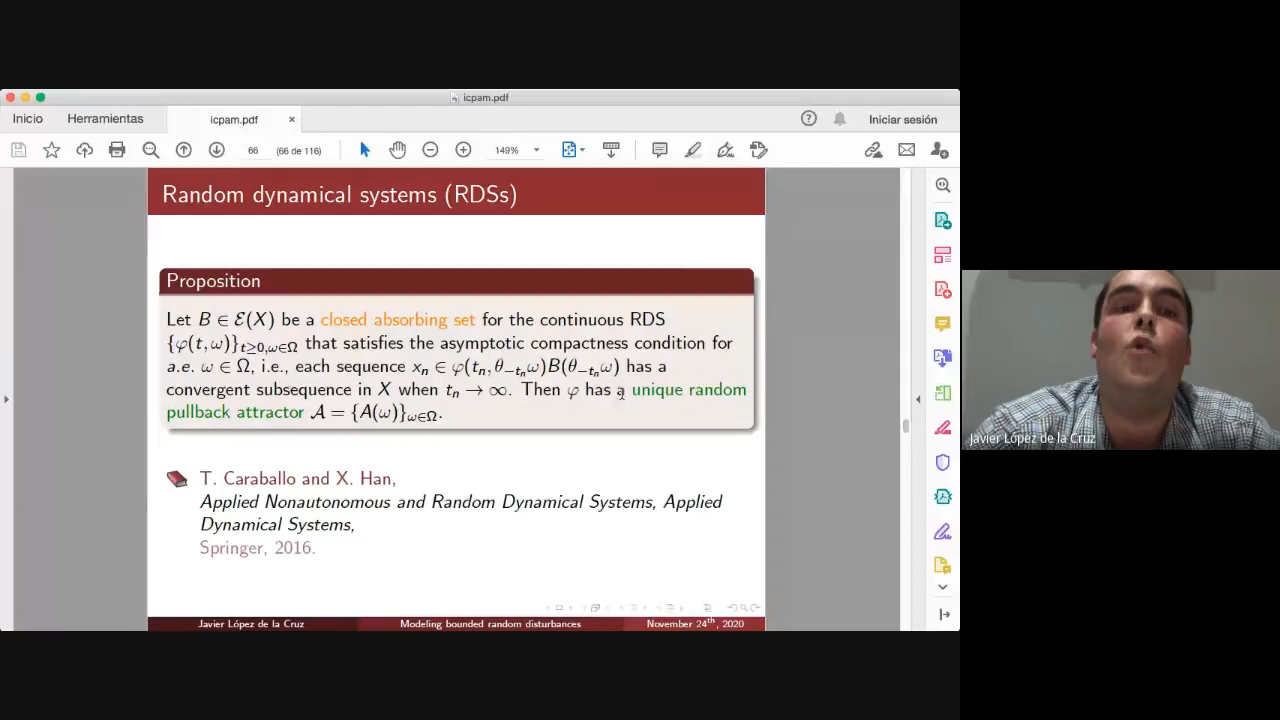 icpam.pdf
Inicio Herramientas icpam.pdf × Iniciar sesión
66 (66 de 116) 149%
Random dynamical systems (RDSs)
Proposition
Let B ∈ ℰ(X) be a closed absorbing set for the continuous RDS
{φ(t, ω)}t≥0,ω∈Ω that satisfies the asymptotic compactness condition for
a.e. ω ∈ Ω, i.e., each sequence xn ∈ φ(tn, θ−tnω)B(θ−tnω) has a
convergent subsequence in X when tn → ∞. Then φ has a unique random
pullback attractor 𝒜 = {A(ω)}ω∈Ω.
T. Caraballo and X. Han,
Applied Nonautonomous and Random Dynamical Systems, Applied
Dynamical Systems,
Springer, 2016.
Javier López de la Cruz Modeling bounded random disturbances November 24th, 2020
Javier López de la Cruz